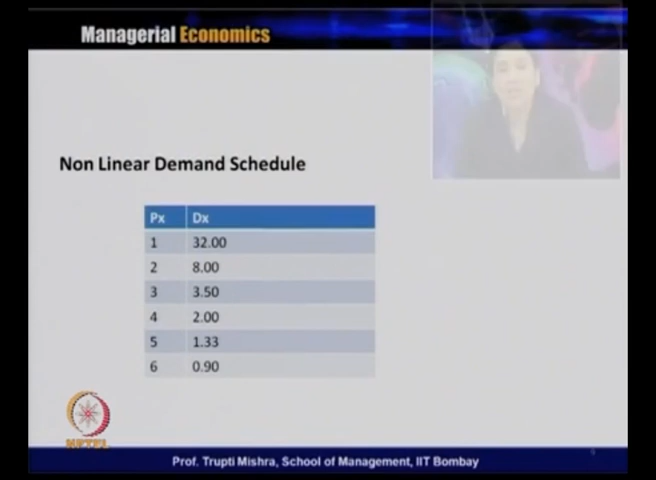 Managerial Economics
Non Linear Demand Schedule
Px Dx
1 32.00
2 8.00
3 3.50
4 2.00
5 1.33
6 0.90
NPTEL
Prof. Trupti Mishra, School of Management, IIT Bombay